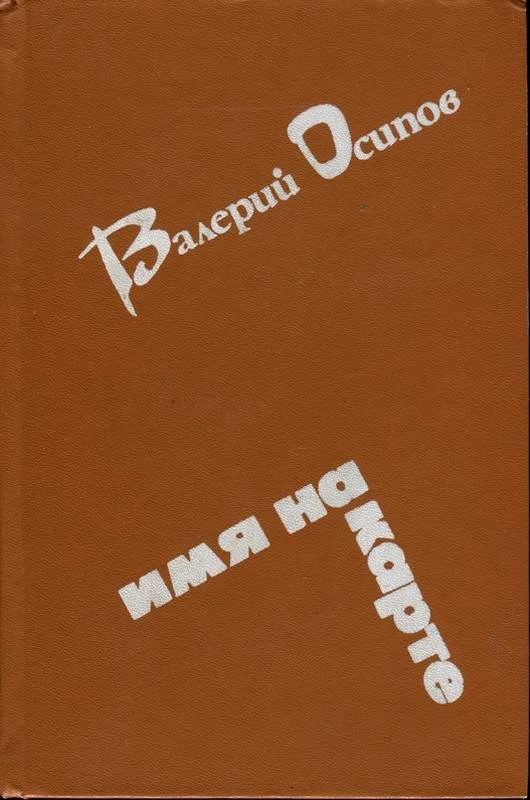 Валерий Осипов
имя на карте